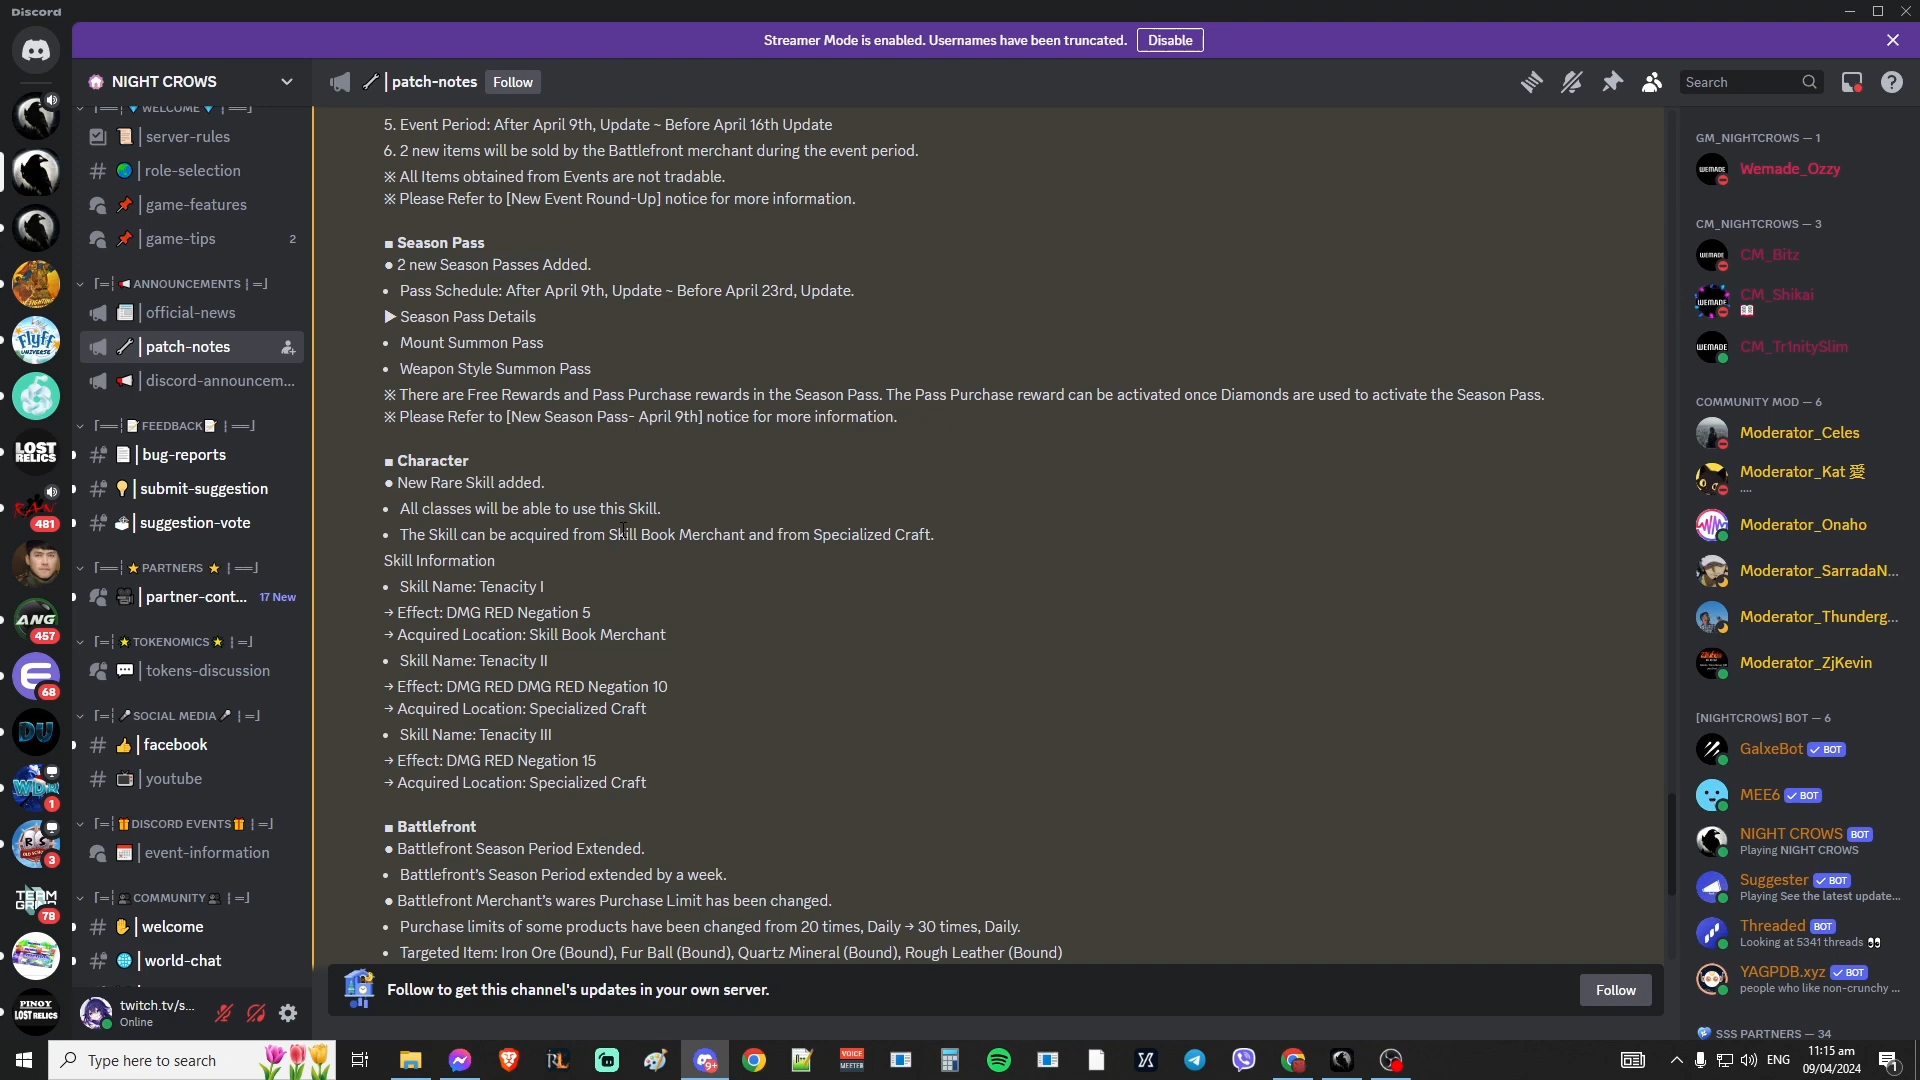 Discord
Streamer Mode is enabled. Usernames have been truncated. Disable
NIGHT CROWS
WELCOME
server-rules
role-selection
game-features
game-tips 2
ANNOUNCEMENTS
official-news
patch-notes
discord-announcem...
FEEDBACK
bug-reports
submit-suggestion
suggestion-vote
PARTNERS
partner-cont... 17 New
TOKENOMICS
tokens-discussion
SOCIAL MEDIA
facebook
youtube
DISCORD EVENTS
event-information
COMMUNITY
welcome
world-chat
twitch.tv/s...
Online
LOST RELICS
481
ANG
457
68
DU
1
3
TEAM
78
PINOY LOST RELICS
patch-notes Follow
Search
5. Event Period: After April 9th, Update ~ Before April 16th Update
6. 2 new items will be sold by the Battlefront merchant during the event period.
※ All Items obtained from Events are not tradable.
※ Please Refer to [New Event Round-Up] notice for more information.
■ Season Pass
● 2 new Season Passes Added.
• Pass Schedule: After April 9th, Update ~ Before April 23rd, Update.
▶ Season Pass Details
• Mount Summon Pass
• Weapon Style Summon Pass
※ There are Free Rewards and Pass Purchase rewards in the Season Pass. The Pass Purchase reward can be activated once Diamonds are used to activate the Season Pass.
※ Please Refer to [New Season Pass- April 9th] notice for more information.
■ Character
● New Rare Skill added.
• All classes will be able to use this Skill.
• The Skill can be acquired from Skill Book Merchant and from Specialized Craft.
Skill Information
• Skill Name: Tenacity I
→ Effect: DMG RED Negation 5
→ Acquired Location: Skill Book Merchant
• Skill Name: Tenacity II
→ Effect: DMG RED DMG RED Negation 10
→ Acquired Location: Specialized Craft
• Skill Name: Tenacity III
→ Effect: DMG RED Negation 15
→ Acquired Location: Specialized Craft
■ Battlefront
● Battlefront Season Period Extended.
• Battlefront's Season Period extended by a week.
● Battlefront Merchant's wares Purchase Limit has been changed.
• Purchase limits of some products have been changed from 20 times, Daily → 30 times, Daily.
• Targeted Item: Iron Ore (Bound), Fur Ball (Bound), Quartz Mineral (Bound), Rough Leather (Bound)
Follow to get this channel's updates in your own server. Follow
GM_NIGHTCROWS — 1
Wemade_Ozzy
CM_NIGHTCROWS — 3
CM_Bitz
CM_Shikai
CM_Tr1nitySlim
COMMUNITY MOD — 6
Moderator_Celes
Moderator_Kat 愛
....
Moderator_Onaho
Moderator_SarradaN...
Moderator_Thunderg...
Moderator_ZjKevin
[NIGHTCROWS] BOT — 6
GalxeBot ✓ BOT
MEE6 ✓ BOT
NIGHT CROWS BOT
Playing NIGHT CROWS
Suggester ✓ BOT
Playing See the latest update...
Threaded BOT
Looking at 5341 threads
YAGPDB.xyz ✓ BOT
people who like non-crunchy ...
SSS PARTNERS — 34
Type here to search
ENG
11:15 am
09/04/2024